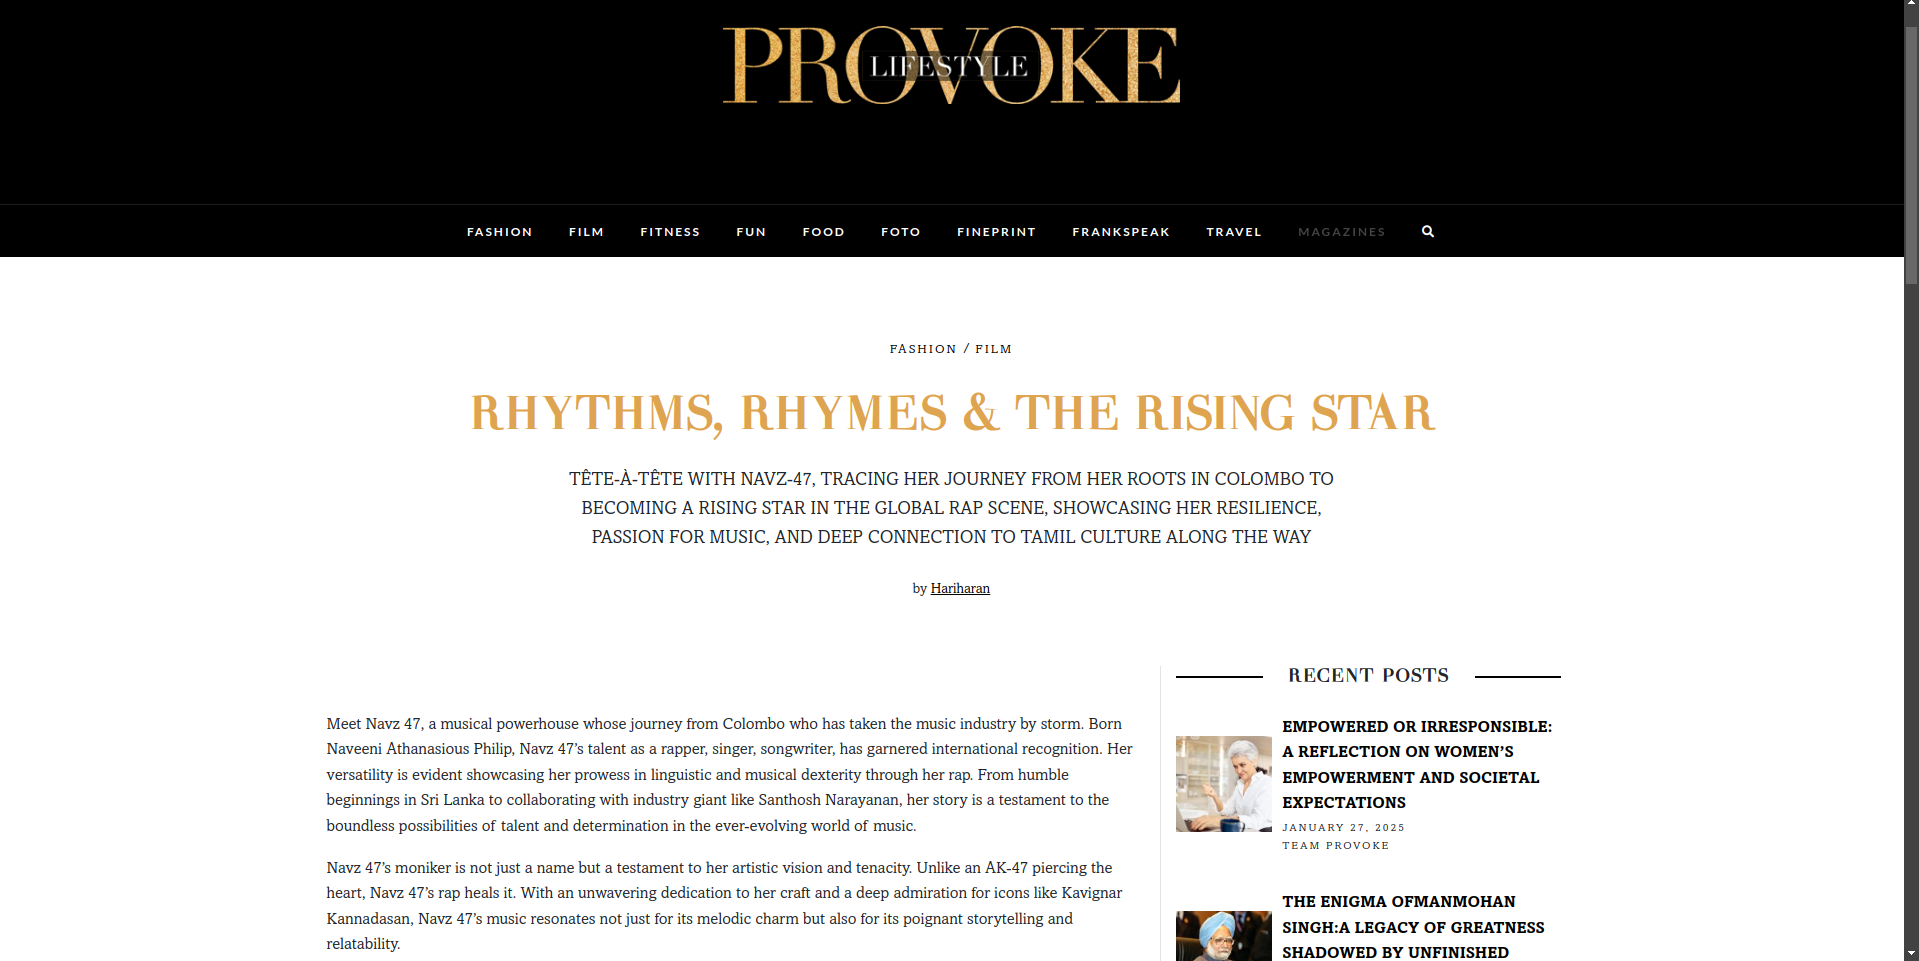 PROVOKE
LIFESTYLE
FASHION FILM FITNESS FUN FOOD FOTO FINEPRINT FRANKSPEAK TRAVEL MAGAZINES
FASHION / FILM
RHYTHMS, RHYMES & THE RISING STAR
TÊTE-À-TÊTE WITH NAVZ-47, TRACING HER JOURNEY FROM HER ROOTS IN COLOMBO TO
BECOMING A RISING STAR IN THE GLOBAL RAP SCENE, SHOWCASING HER RESILIENCE,
PASSION FOR MUSIC, AND DEEP CONNECTION TO TAMIL CULTURE ALONG THE WAY
by Hariharan
Meet Navz 47, a musical powerhouse whose journey from Colombo who has taken the music industry by storm. Born
Naveeni Athanasious Philip, Navz 47’s talent as a rapper, singer, songwriter, has garnered international recognition. Her
versatility is evident showcasing her prowess in linguistic and musical dexterity through her rap. From humble
beginnings in Sri Lanka to collaborating with industry giant like Santhosh Narayanan, her story is a testament to the
boundless possibilities of talent and determination in the ever-evolving world of music.
Navz 47’s moniker is not just a name but a testament to her artistic vision and tenacity. Unlike an AK-47 piercing the
heart, Navz 47’s rap heals it. With an unwavering dedication to her craft and a deep admiration for icons like Kavignar
Kannadasan, Navz 47’s music resonates not just for its melodic charm but also for its poignant storytelling and
relatability.
RECENT POSTS
EMPOWERED OR IRRESPONSIBLE:
A REFLECTION ON WOMEN’S
EMPOWERMENT AND SOCIETAL
EXPECTATIONS
JANUARY 27, 2025
TEAM PROVOKE
THE ENIGMA OFMANMOHAN
SINGH:A LEGACY OF GREATNESS
SHADOWED BY UNFINISHED